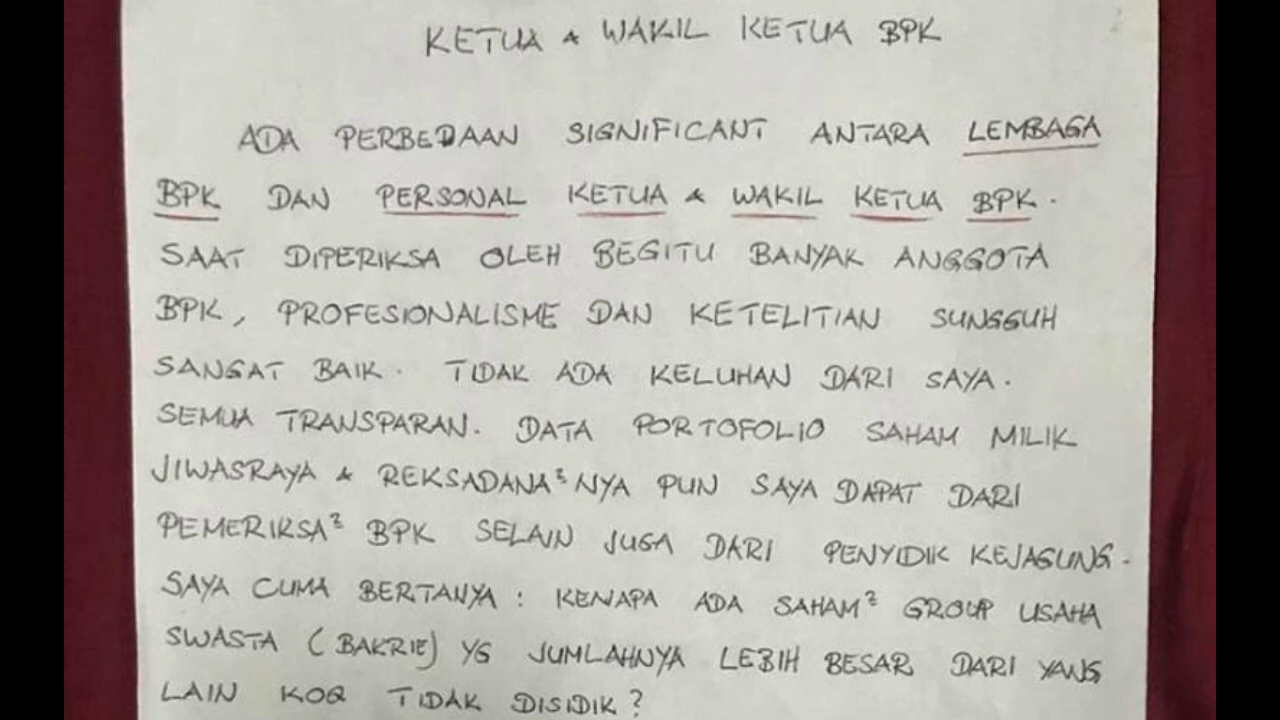 KETUA & WAKIL KETUA BPK
ADA PERBEDAAN SIGNIFICANT ANTARA LEMBAGA
BPK DAN PERSONAL KETUA & WAKIL KETUA BPK.
SAAT DIPERIKSA OLEH BEGITU BANYAK ANGGOTA
BPK, PROFESIONALISME DAN KETELITIAN SUNGGUH
SANGAT BAIK. TIDAK ADA KELUHAN DARI SAYA.
SEMUA TRANSPARAN. DATA PORTOFOLIO SAHAM MILIK
JIWASRAYA & REKSADANA²NYA PUN SAYA DAPAT DARI
PEMERIKSA² BPK SELAIN JUGA DARI PENYIDIK KEJAGUNG.
SAYA CUMA BERTANYA : KENAPA ADA SAHAM² GROUP USAHA
SWASTA (BAKRIE) YG JUMLAHNYA LEBIH BESAR DARI YANG
LAIN KOQ TIDAK DISIDIK?